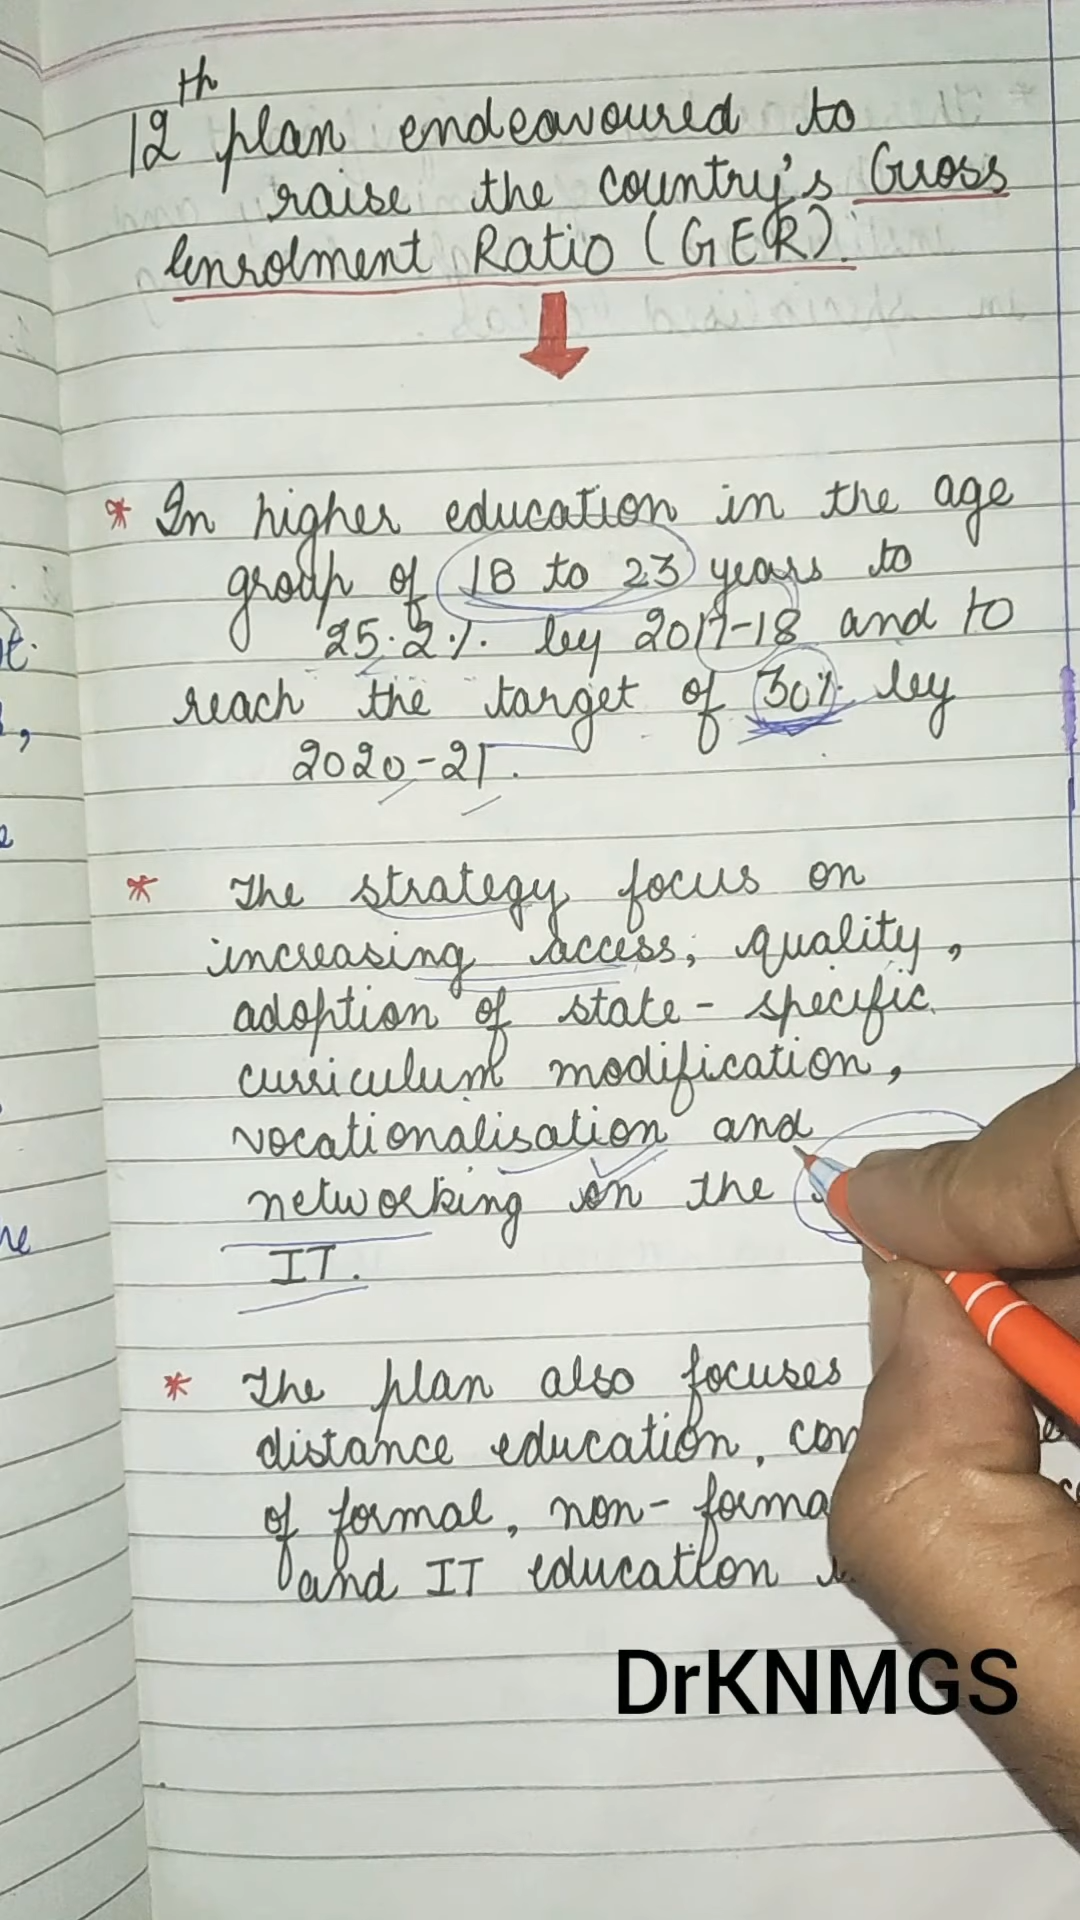 12th plan endeavoured to
raise the country's Gross
Enrolment Ratio (GER).
* In higher education in the age
group of 18 to 23 years to
25.2% by 2017-18 and to
reach the target of 30% by
2020-21.
* The strategy focus on
increasing access, quality,
adoption of state-specific
curriculum modification,
vocationalisation and
networking on the
IT.
* The plan also focuses
distance education,
of formal,
and IT education
DrKNMGS